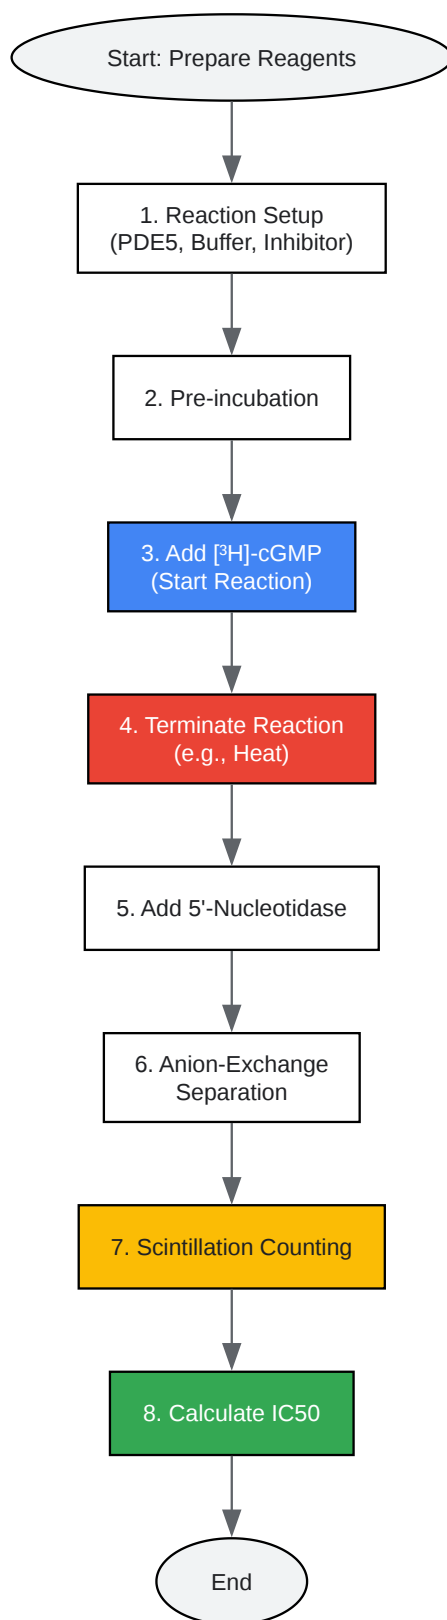 Start: Prepare Reagents
1. Reaction Setup
(PDE5, Buffer, Inhibitor)
2. Pre-incubation
3. Add [³H]-cGMP
(Start Reaction)
4. Terminate Reaction
(e.g., Heat)
5. Add 5'-Nucleotidase
6. Anion-Exchange
Separation
7. Scintillation Counting
8. Calculate IC50
End